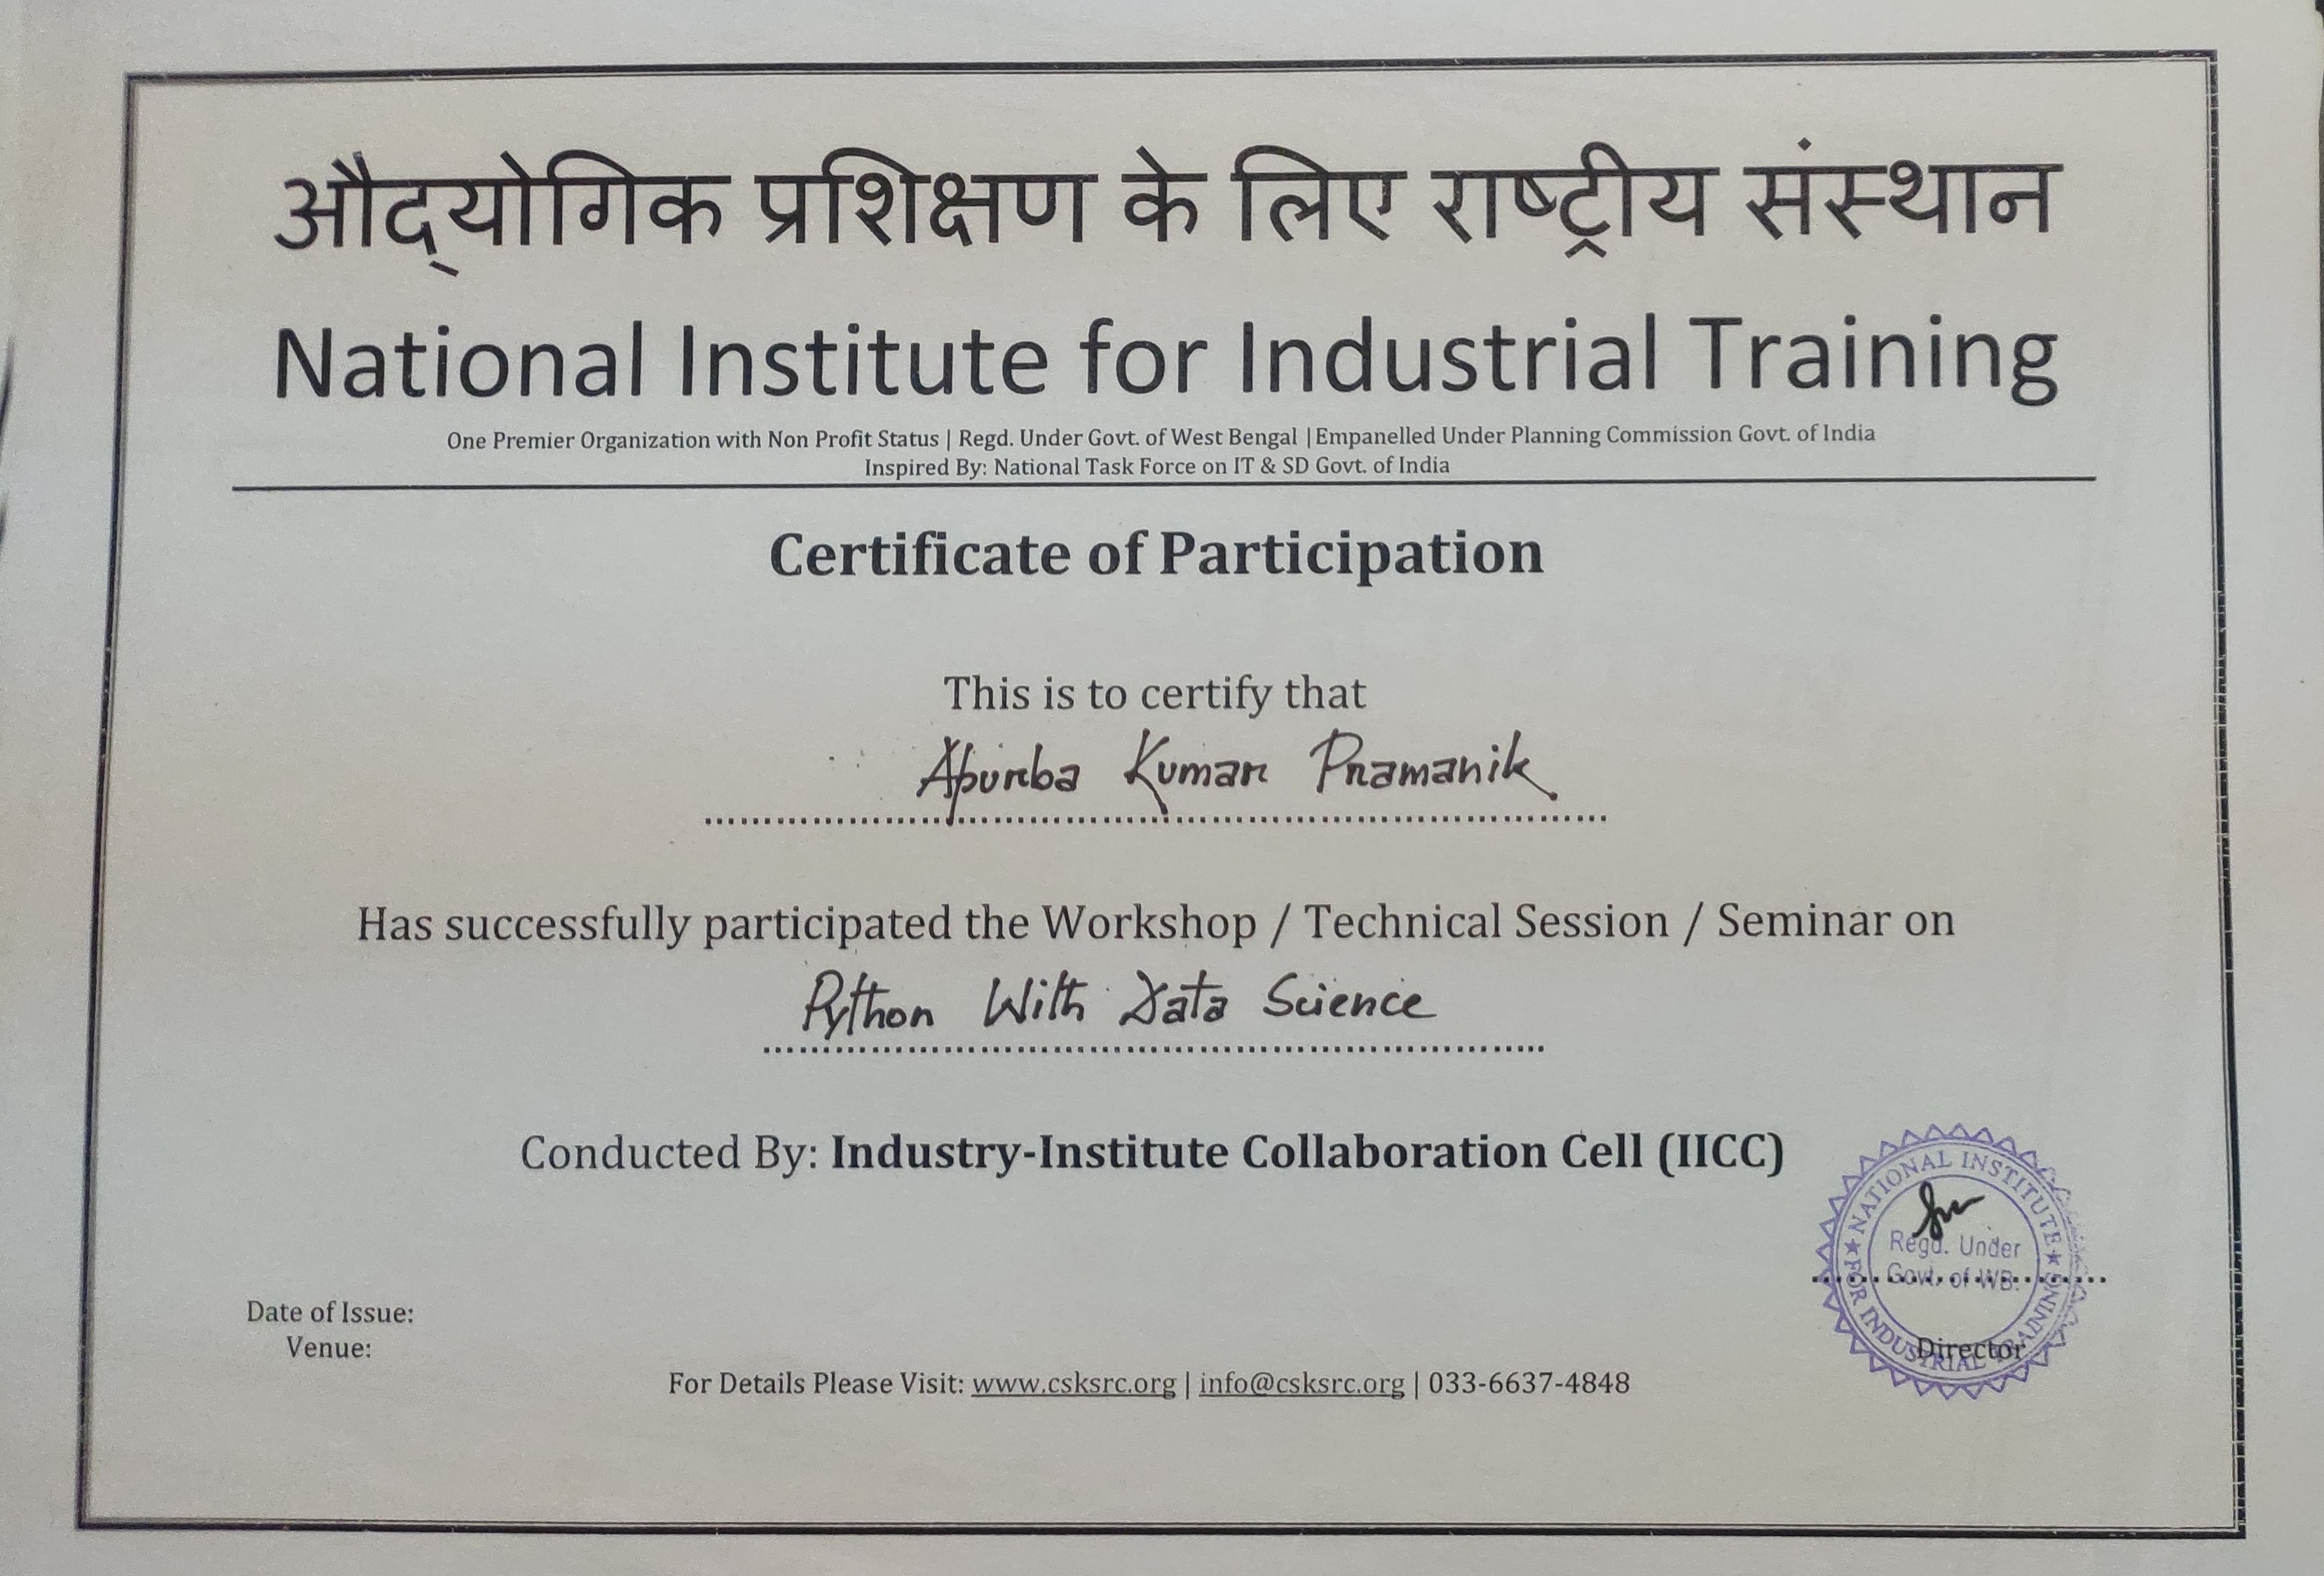 औद्योगिक प्रशिक्षण के लिए राष्ट्रीय संस्थान
National Institute for Industrial Training
One Premier Organization with Non Profit Status | Regd. Under Govt. of West Bengal |Empanelled Under Planning Commission Govt. of India
Inspired By: National Task Force on IT & SD Govt. of India
Certificate of Participation
This is to certify that
Apurba Kumar Pramanik
Has successfully participated the Workshop / Technical Session / Seminar on
Python With Data Science
Conducted By: Industry-Institute Collaboration Cell (IICC)
NATIONAL INSTITUTE
FOR INDUSTRIAL TRAINING
Regd. Under
Govt. of WB.
Director
Date of Issue:
Venue:
For Details Please Visit: www.csksrc.org | info@csksrc.org | 033-6637-4848